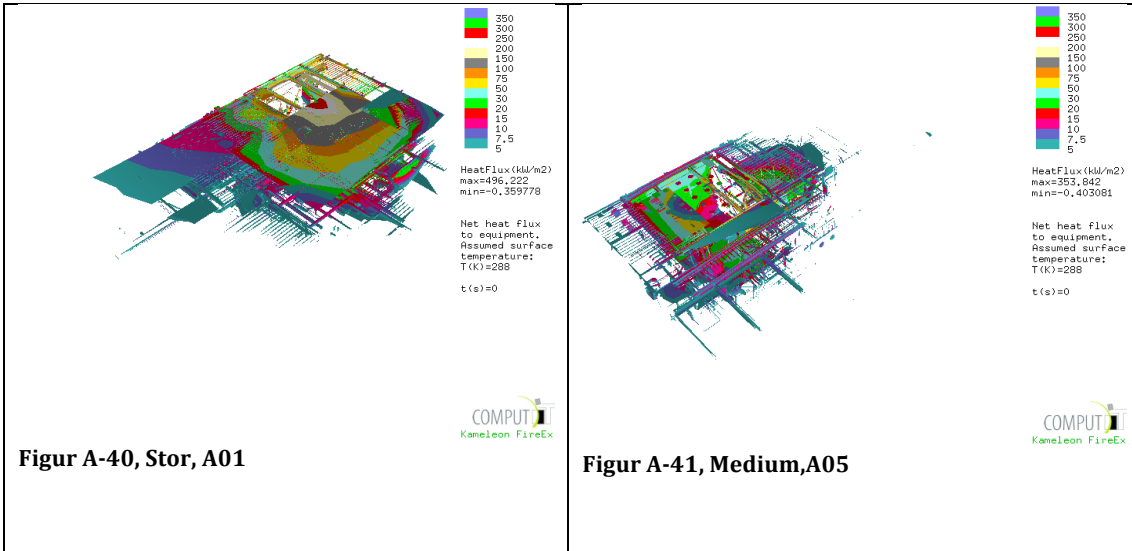 350
300
250
200
150
100
75
50
30
20
15
10
7.5
5
HeatFlux(kW/m2)
max=496.222
min=-0.359778
Net heat flux
to equipment.
Assumed surface
temperature:
T(K)=288
t(s)=0
COMPUT
Kameleon FireEx
Figur A-40, Stor, A01
350
300
250
200
150
100
75
50
30
20
15
10
7.5
5
HeatFlux(kW/m2)
max=353.842
min=-0.403081
Net heat flux
to equipment.
Assumed surface
temperature:
T(K)=288
t(s)=0
COMPUT
Kameleon FireEx
Figur A-41, Medium,A05